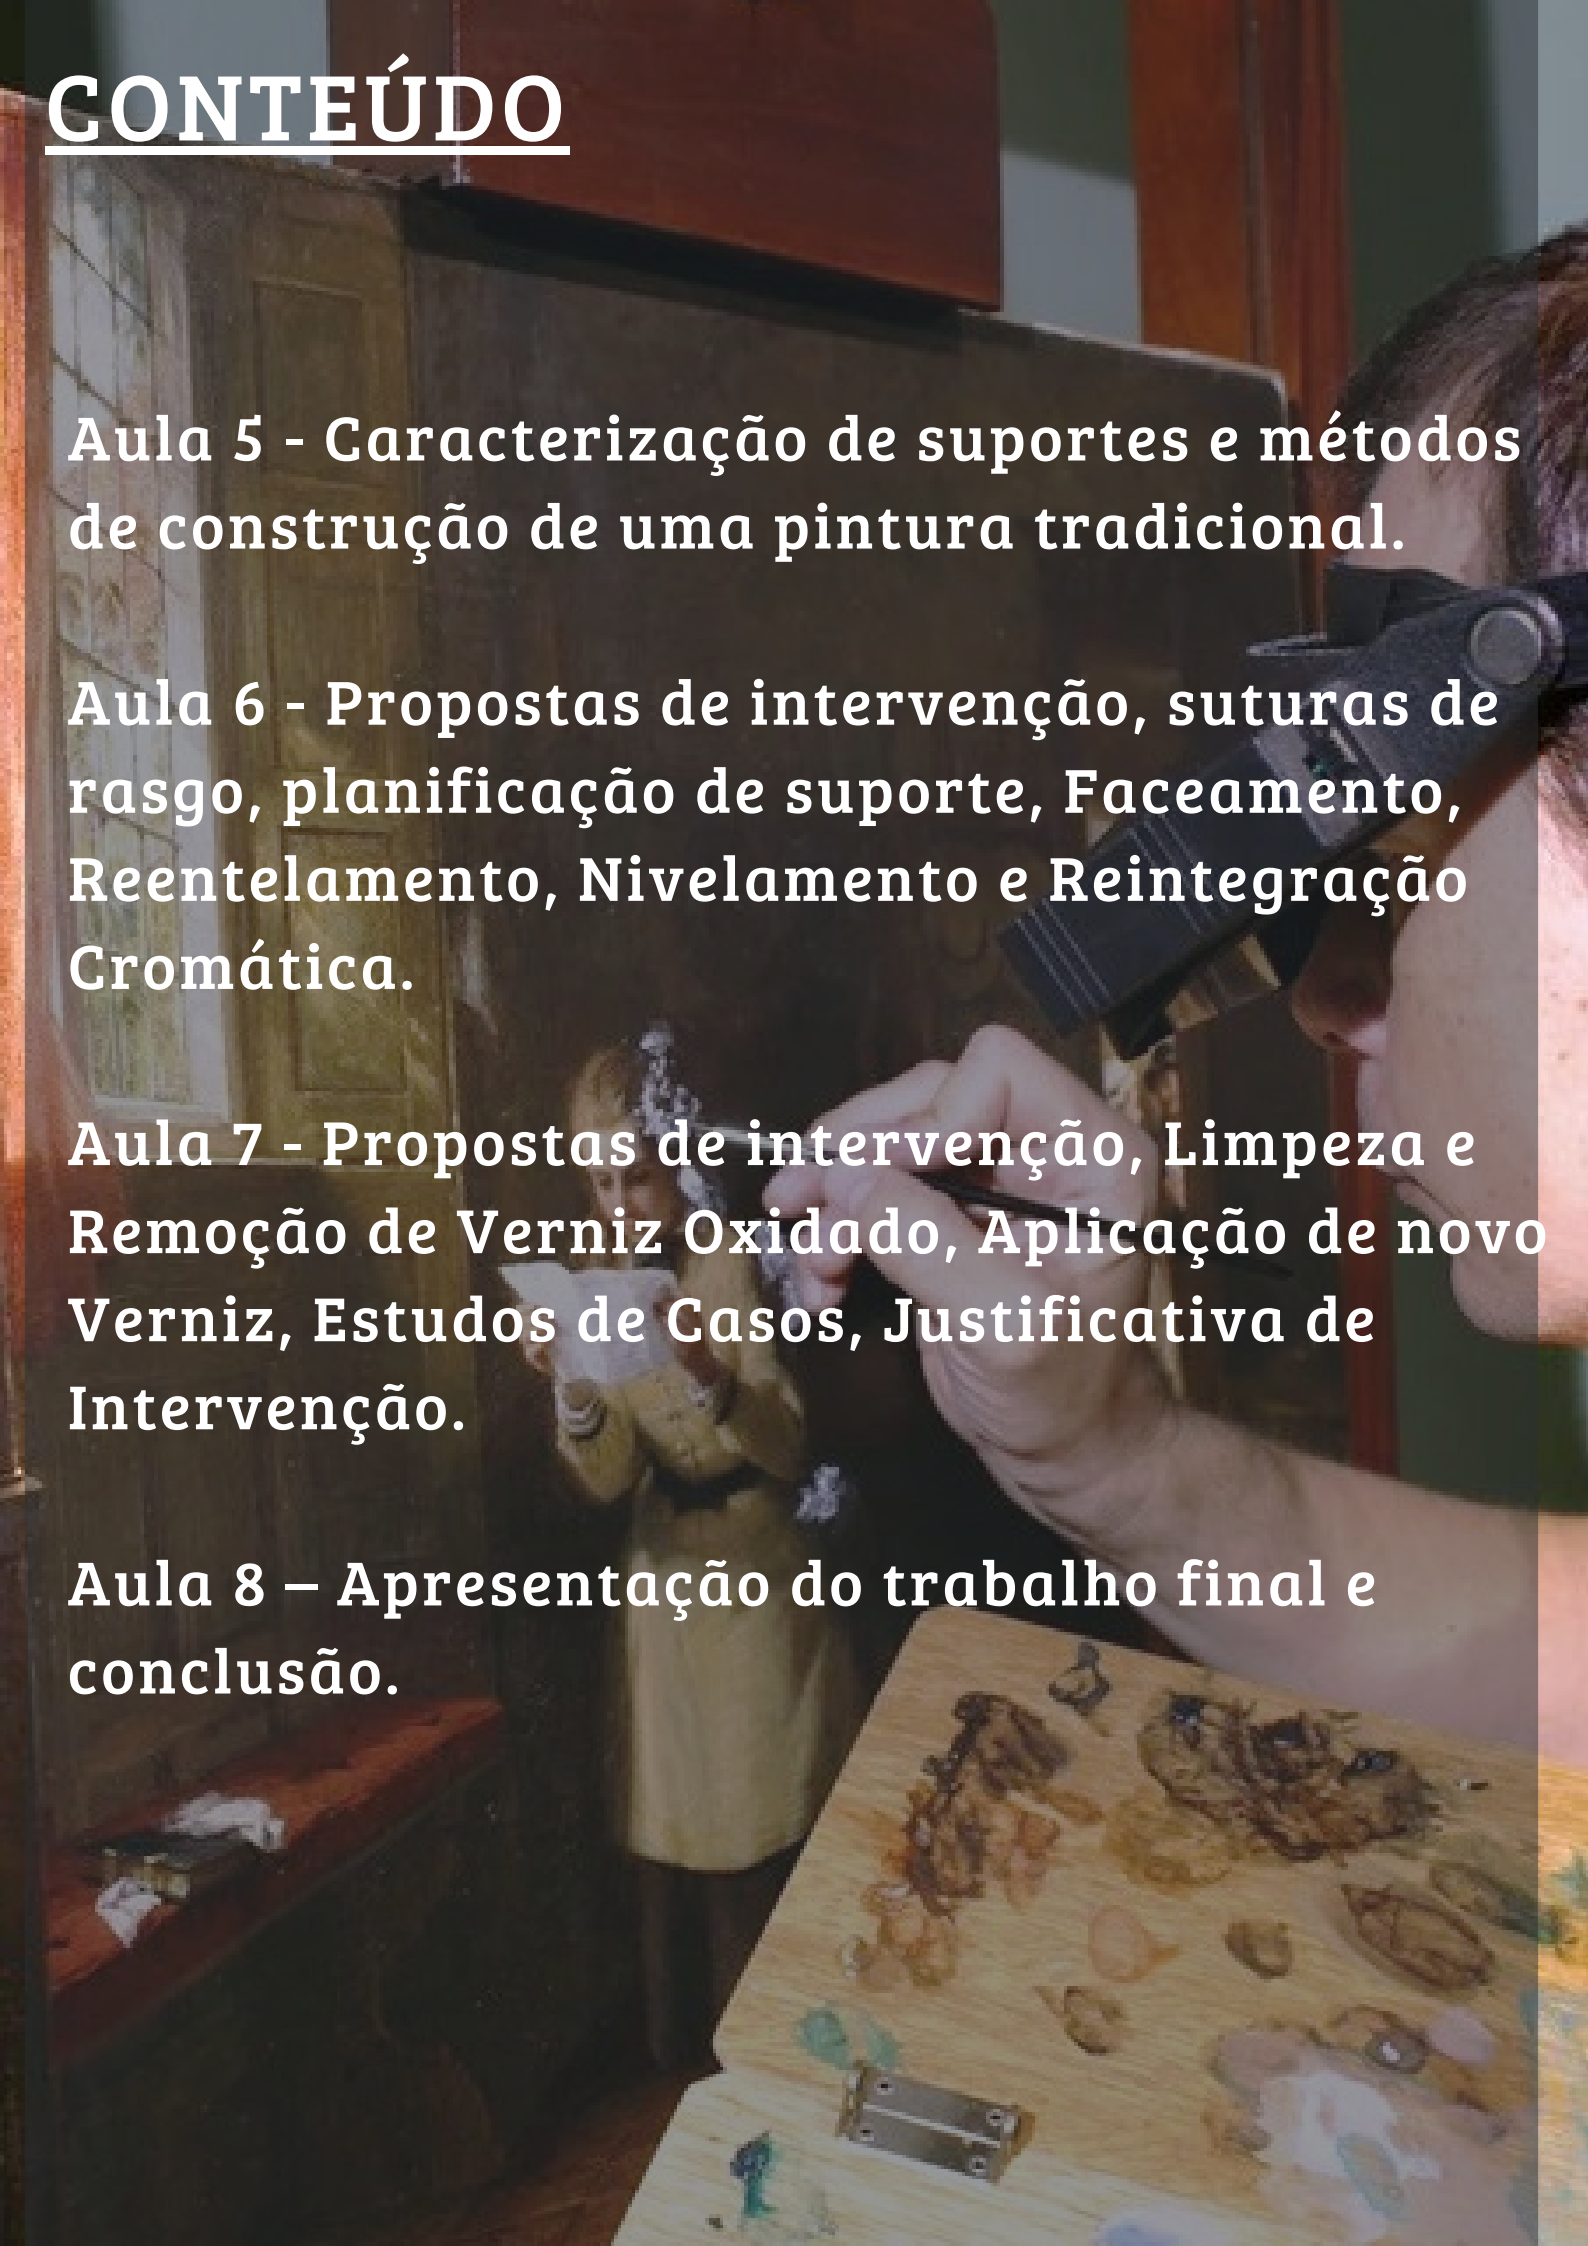 CONTEÚDO
Aula 5 - Caracterização de suportes e métodos
de construção de uma pintura tradicional.
Aula 6 - Propostas de intervenção, suturas de
rasgo, planificação de suporte, Faceamento,
Reentelamento, Nivelamento e Reintegração
Cromática.
Aula 7 - Propostas de intervenção, Limpeza e
Remoção de Verniz Oxidado, Aplicação de novo
Verniz, Estudos de Casos, Justificativa de
Intervenção.
Aula 8 – Apresentação do trabalho final e
conclusão.